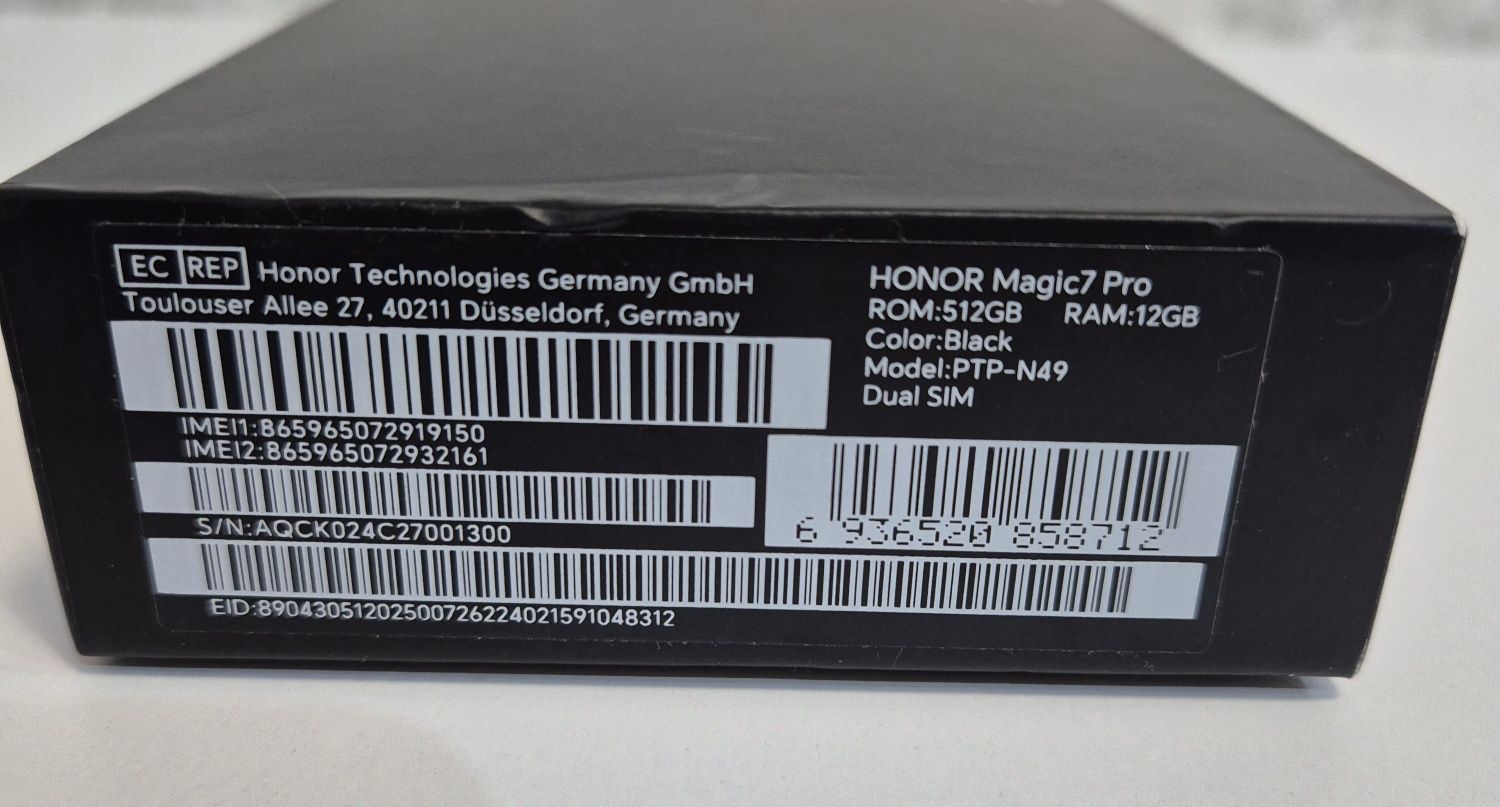 EC REP Honor Technologies Germany GmbH
Toulouser Allee 27, 40211 Düsseldorf, Germany
IMEI1:865965072919150
IMEI2:865965072932161
S/N:AQCK024C27001300
EID:89043051202500726224021591048312
HONOR Magic7 Pro
ROM:512GB RAM:12GB
Color:Black
Model:PTP-N49
Dual SIM
6 936520 858712